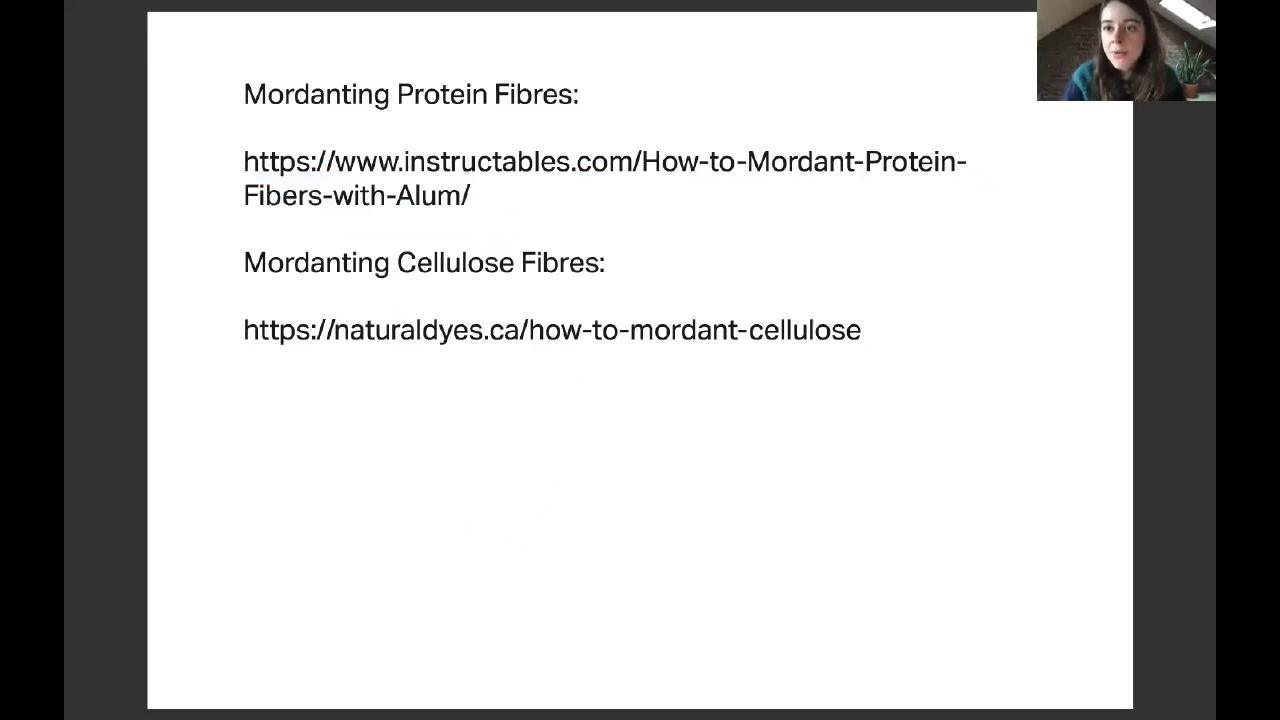 Mordanting Protein Fibres:
https://www.instructables.com/How-to-Mordant-Protein-
Fibers-with-Alum/
Mordanting Cellulose Fibres:
https://naturaldyes.ca/how-to-mordant-cellulose